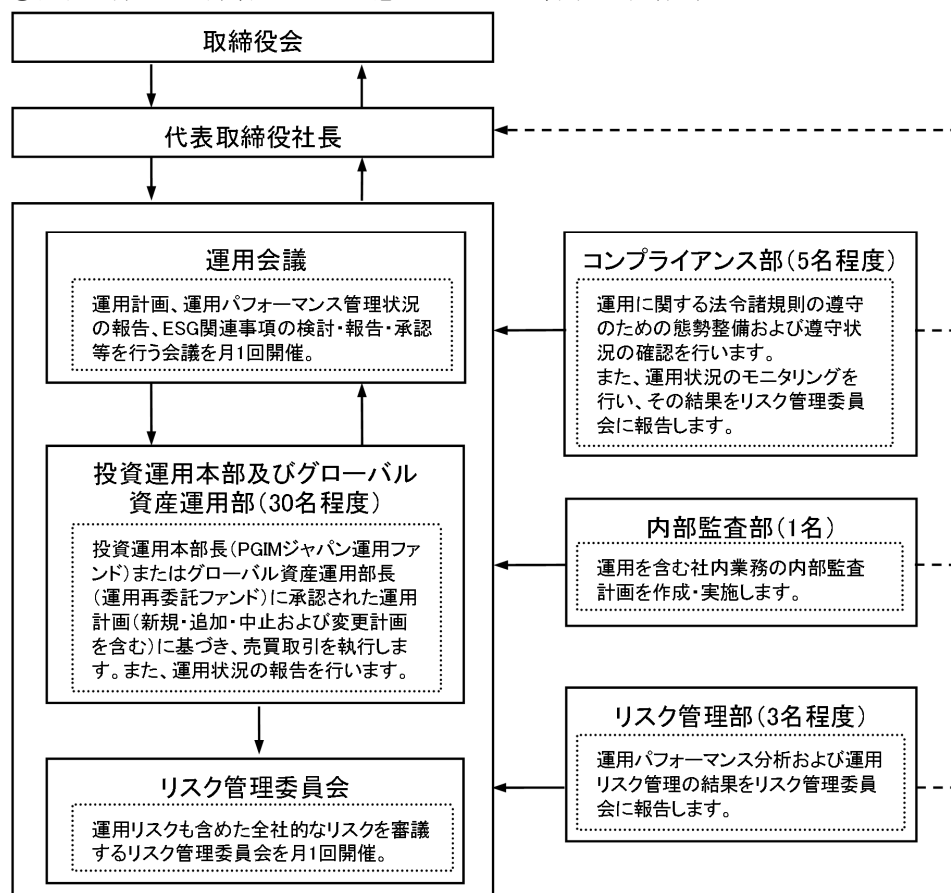 取締役会
代表取締役社長
運用会議
運用計画、運用パフォーマンス管理状況
の報告、ESG関連事項の検討・報告・承認
等を行う会議を月1回開催。
投資運用本部及びグローバル
資産運用部(30名程度)
投資運用本部長(PGIMジャパン運用ファ
ンド)またはグローバル資産運用部長
(運用再委託ファンド)に承認された運用
計画(新規・追加・中止および変更計画
を含む)に基づき、売買取引を執行しま
す。また、運用状況の報告を行います。
リスク管理委員会
運用リスクも含めた全社的なリスクを審議
するリスク管理委員会を月1回開催。
コンプライアンス部(5名程度)
運用に関する法令諸規則の遵守
のための態勢整備および遵守状
況の確認を行います。
また、運用状況のモニタリングを
行い、その結果をリスク管理委員
会に報告します。
内部監査部(1名)
運用を含む社内業務の内部監査
計画を作成・実施します。
リスク管理部(3名程度)
運用パフォーマンス分析および運用
リスク管理の結果をリスク管理委員
会に報告します。